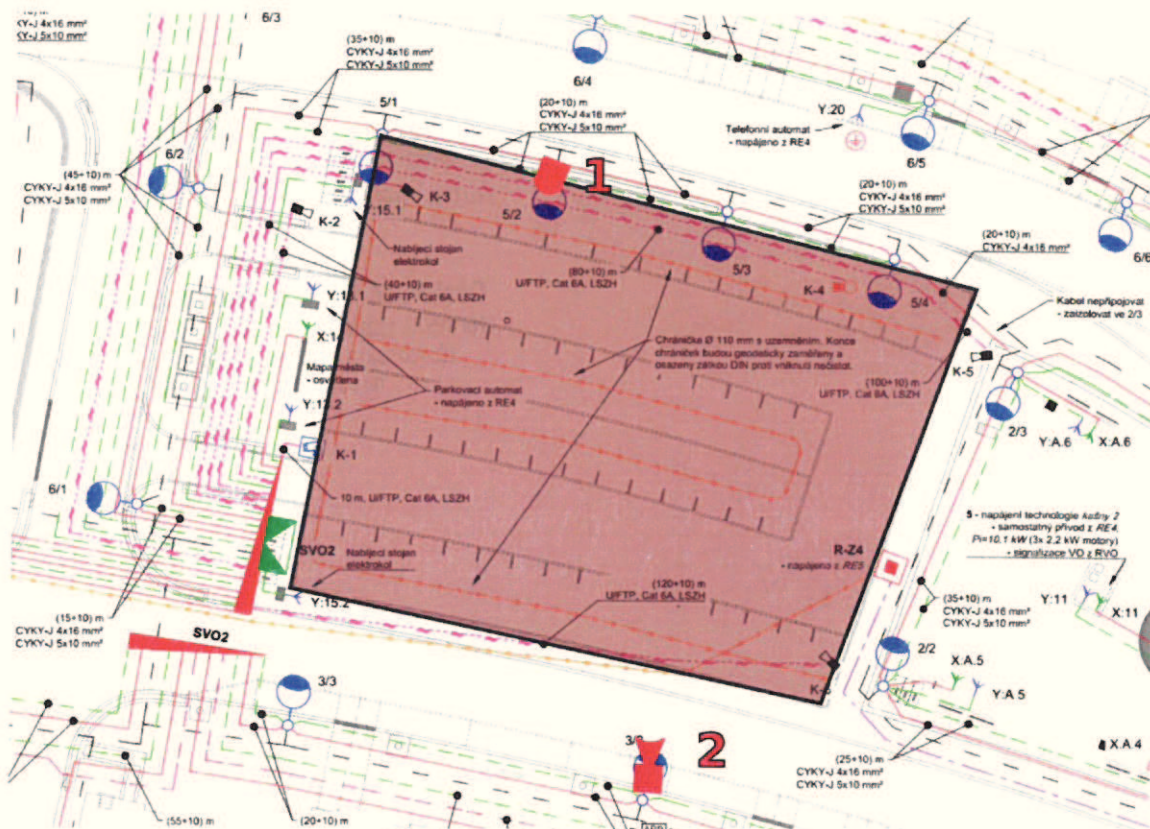 6/3
CYKY-J 4x16 mm²
CYKY-J 5x10 mm²
(35+10) m
CYKY-J 4x16 mm²
CYKY-J 5x10 mm²
5/1
(20+10) m
CYKY-J 4x16 mm²
CYKY-J 5x10 mm²
6/4
Y:20
Telefonní automat
- napájeno z RE4
6/5
6/2
(45+10) m
CYKY-J 4x16 mm²
CYKY-J 5x10 mm²
K-2
:15.1
Nabíjecí stojan
elektrokol
K-3
5/2
1
(20+10) m
CYKY-J 4x16 mm²
CYKY-J 5x10 mm²
(20+10) m
CYKY-J 4x16 mm²
6/6
(40+10) m
U/FTP, Cat 6A, LSZH
(80+10) m
U/FTP, Cat 6A, LSZH
5/3
K-4
5/4
Kabel nepřipojovat
- zaizolovat ve 2/3
Chránička Ø 110 mm s uzemněním. Konce
chrániček budou geodeticky zaměřeny a
osazeny zátkou DIN proti vniknutí nečistot.
K-5
(100+10) m
U/FTP, Cat 6A, LSZH
Mapa města
- osvětlena
Parkovací automat
- napájeno z RE4
K-1
2/3
Y:A.6
X:A.6
6/1
10 m, U/FTP, Cat 6A, LSZH
5 - napájení technologie kašny 2
- samostatný přívod z RE4
Pi=10,1 kW (3x 2,2 kW motory)
- signalizace VO z RVO
SVO2
Nabíjecí stojan
elektrokol
R-Z4
- napájeno z RE5
(120+10) m
U/FTP, Cat 6A, LSZH
Y:15.2
(35+10) m
CYKY-J 4x16 mm²
CYKY-J 5x10 mm²
Y:11
X:11
(15+10) m
CYKY-J 4x16 mm²
CYKY-J 5x10 mm²
SVO2
2/2
X:A.5
Y:A.5
3/3
2
X:A.4
(25+10) m
CYKY-J 4x16 mm²
CYKY-J 5x10 mm²
(55+10) m
(20+10) m